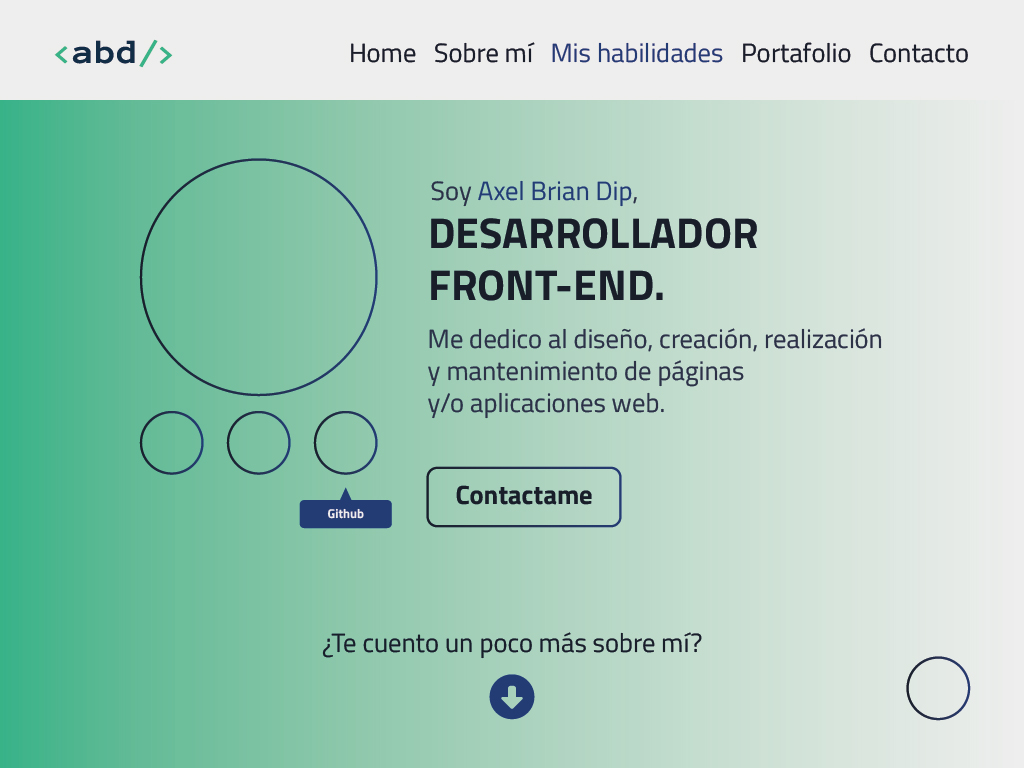 <abd/>
Home Sobre mí Mis habilidades Portafolio Contacto
Soy Axel Brian Dip,
DESARROLLADOR
FRONT-END.
Me dedico al diseño, creación, realización
y mantenimiento de páginas
y/o aplicaciones web.
Contactame
Github
¿Te cuento un poco más sobre mí?